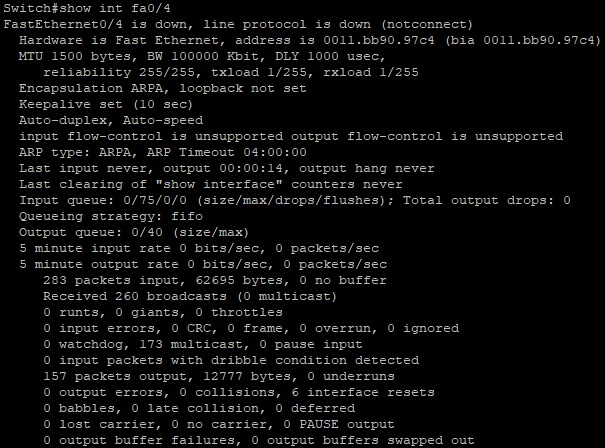 Switch#show int fa0/4
FastEthernet0/4 is down, line protocol is down (notconnect)
Hardware is Fast Ethernet, address is 0011.bb90.97c4 (bia 0011.bb90.97c4)
MTU 1500 bytes, BW 100000 Kbit, DLY 1000 usec,
reliability 255/255, txload 1/255, rxload 1/255
Encapsulation ARPA, loopback not set
Keepalive set (10 sec)
Auto-duplex, Auto-speed
input flow-control is unsupported output flow-control is unsupported
ARP type: ARPA, ARP Timeout 04:00:00
Last input never, output 00:00:14, output hang never
Last clearing of "show interface" counters never
Input queue: 0/75/0/0 (size/max/drops/flushes); Total output drops: 0
Queueing strategy: fifo
Output queue: 0/40 (size/max)
5 minute input rate 0 bits/sec, 0 packets/sec
5 minute output rate 0 bits/sec, 0 packets/sec
283 packets input, 62695 bytes, 0 no buffer
Received 260 broadcasts (0 multicast)
0 runts, 0 giants, 0 throttles
0 input errors, 0 CRC, 0 frame, 0 overrun, 0 ignored
0 watchdog, 173 multicast, 0 pause input
0 input packets with dribble condition detected
157 packets output, 12777 bytes, 0 underruns
0 output errors, 0 collisions, 6 interface resets
0 babbles, 0 late collision, 0 deferred
0 lost carrier, 0 no carrier, 0 PAUSE output
0 output buffer failures, 0 output buffers swapped out